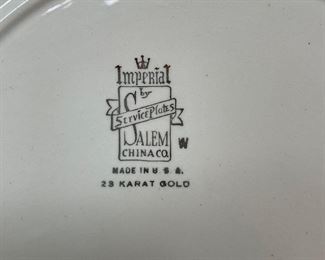 Imperial
by
Service Plates
SALEM
CHINA CO.
W
MADE IN U.S.A.
23 KARAT GOLD